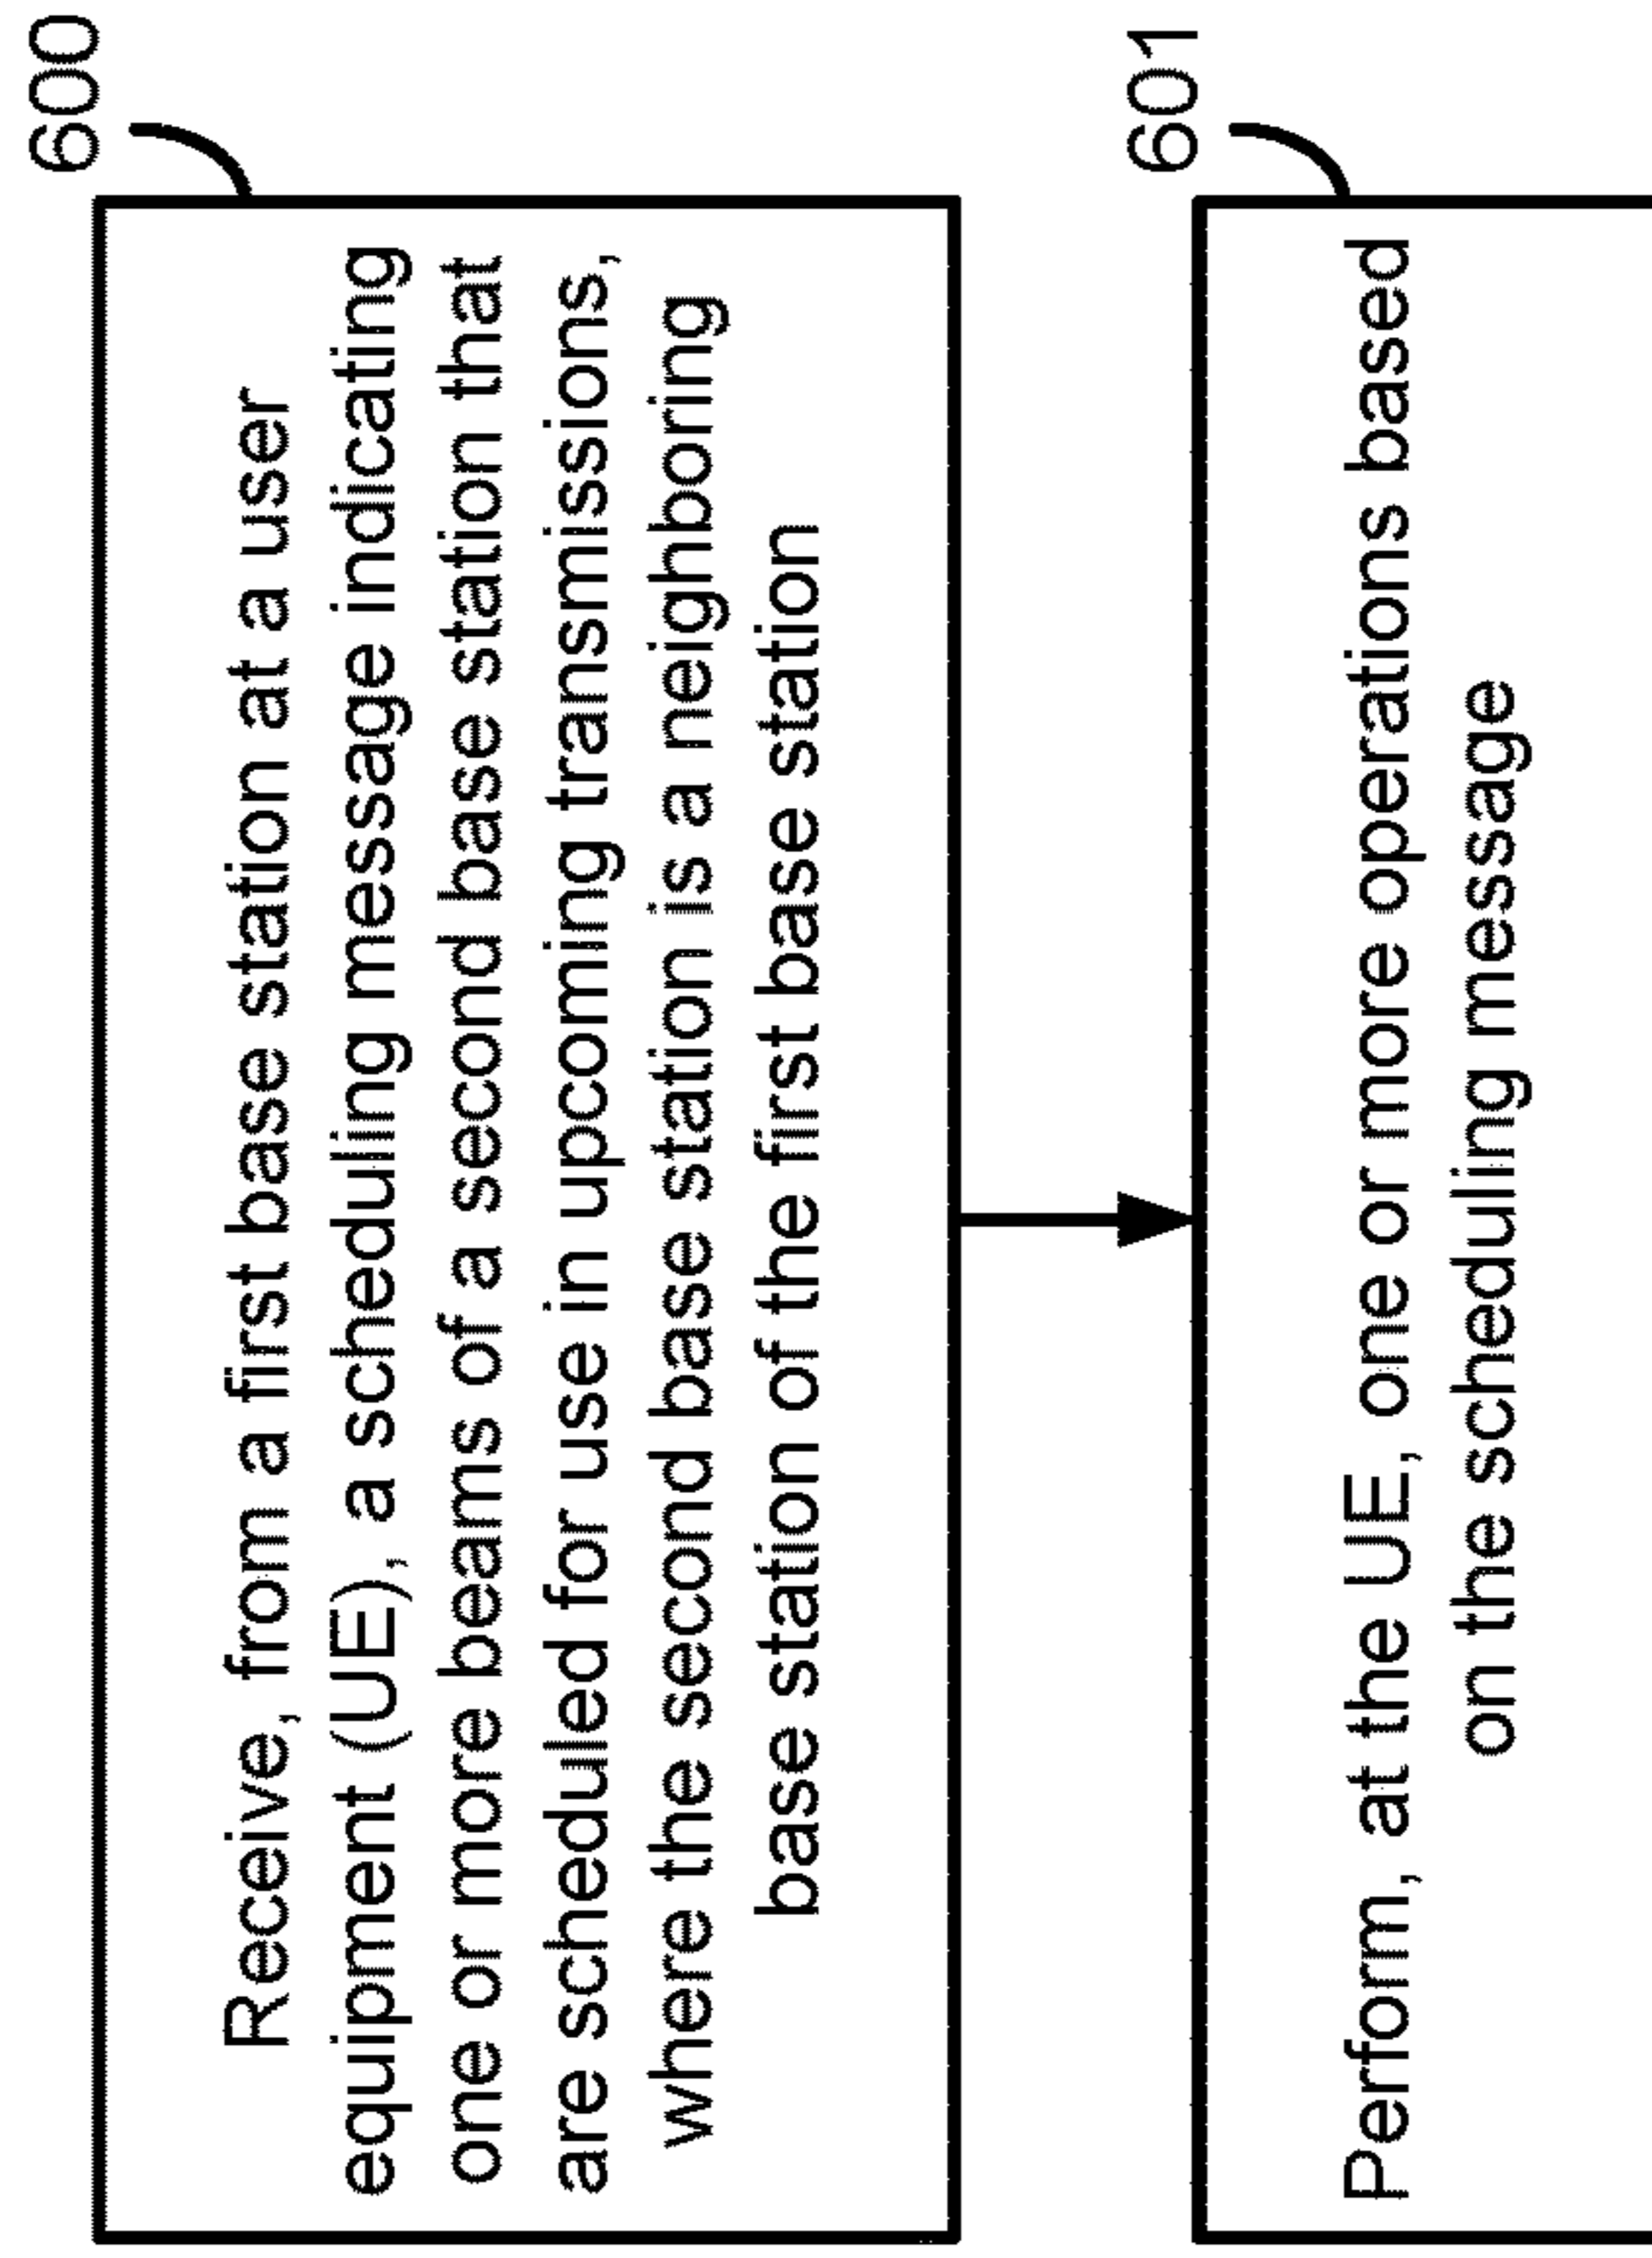 600
Receive, from a first base station at a user
equipment (UE), a scheduling message indicating
one or more beams of a second base station that
are scheduled for use in upcoming transmissions,
where the second base station is a neighboring
base station of the first base station
601
Perform, at the UE, one or more operations based
on the scheduling message